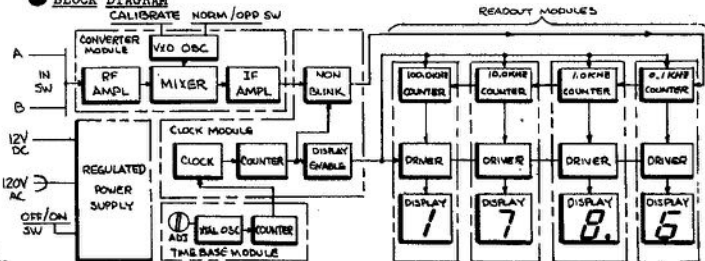 BLOCK DIAGRAM
CALIBRATE NORM/OPP SW
READOUT MODULES
CONVERTER MODULE
VXO OSC
A
IN SW
B
RF AMPL
MIXER
IF AMPL
NON BLINK
100.0KHZ COUNTER
10.0KHZ COUNTER
1.0KHZ COUNTER
0.1KHZ COUNTER
CLOCK MODULE
12V DC
120V AC
OFF/ON SW
REGULATED POWER SUPPLY
CLOCK
COUNTER
DISPLAY ENABLE
DRIVER
DRIVER
DRIVER
DRIVER
DISPLAY 1
DISPLAY 7
DISPLAY 8.
DISPLAY 6
ADJ
XTAL OSC
COUNTER
TIME BASE MODULE